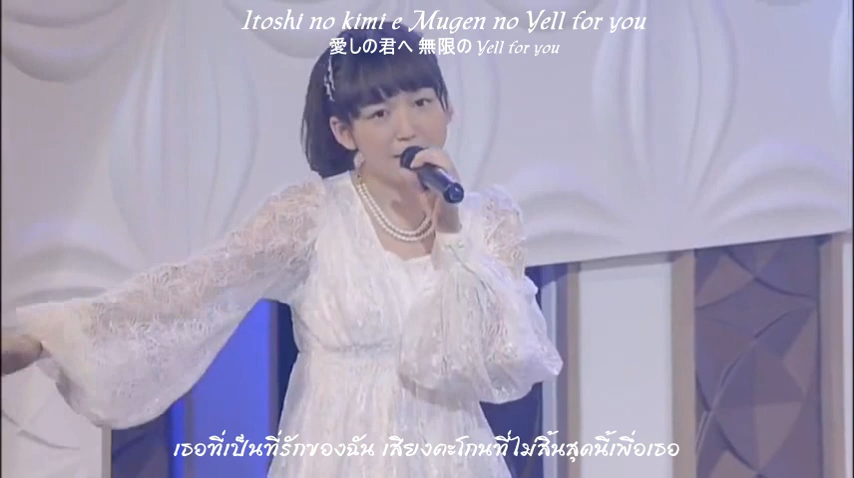 Itoshi no kimi e Mugen no Yell for you
愛しの君へ 無限の Yell for you
เธอที่เป็นที่รักของฉัน เสียงตะโกนที่ไม่สิ้นสุดนี้เพื่อเธอ